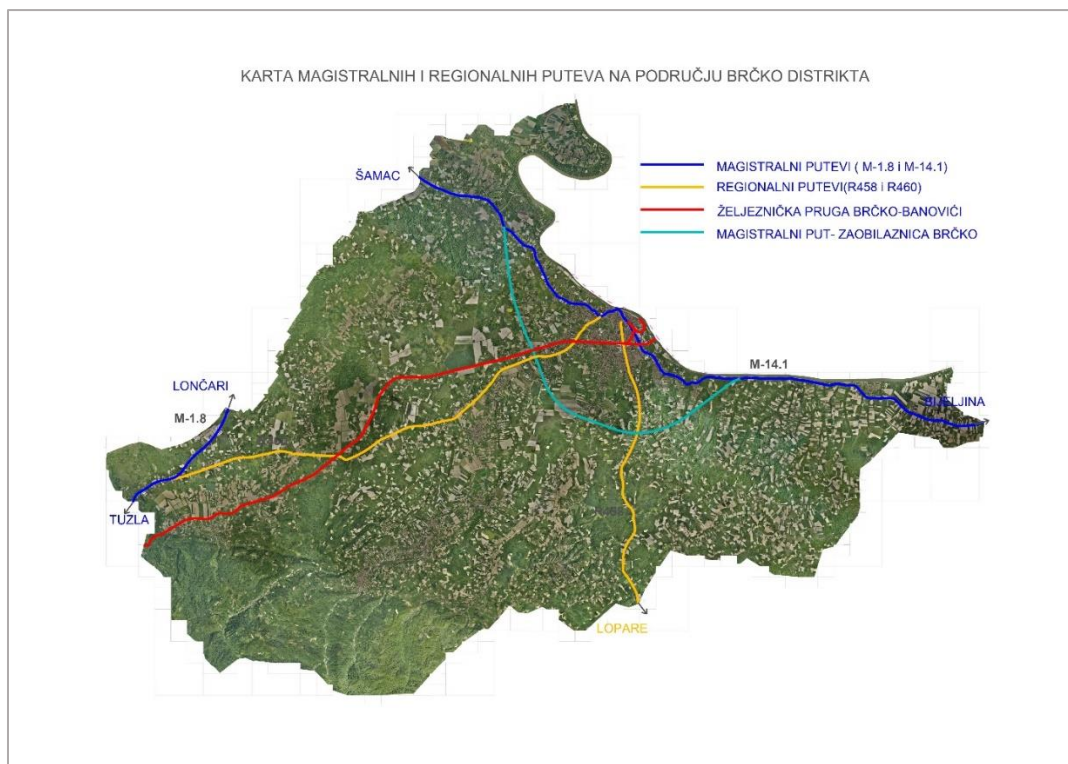 KARTA MAGISTRALNIH I REGIONALNIH PUTEVA NA PODRUČJU BRČKO DISTRIKTA
ŠAMAC
MAGISTRALNI PUTEVI ( M-1.8 i M-14.1)
REGIONALNI PUTEVI(R458 i R460)
ŽELJEZNIČKA PRUGA BRČKO-BANOVIĆI
MAGISTRALNI PUT- ZAOBILAZNICA BRČKO
M-14.1
LONČARI
BIJELJINA
M-1.8
TUZLA
LOPARE